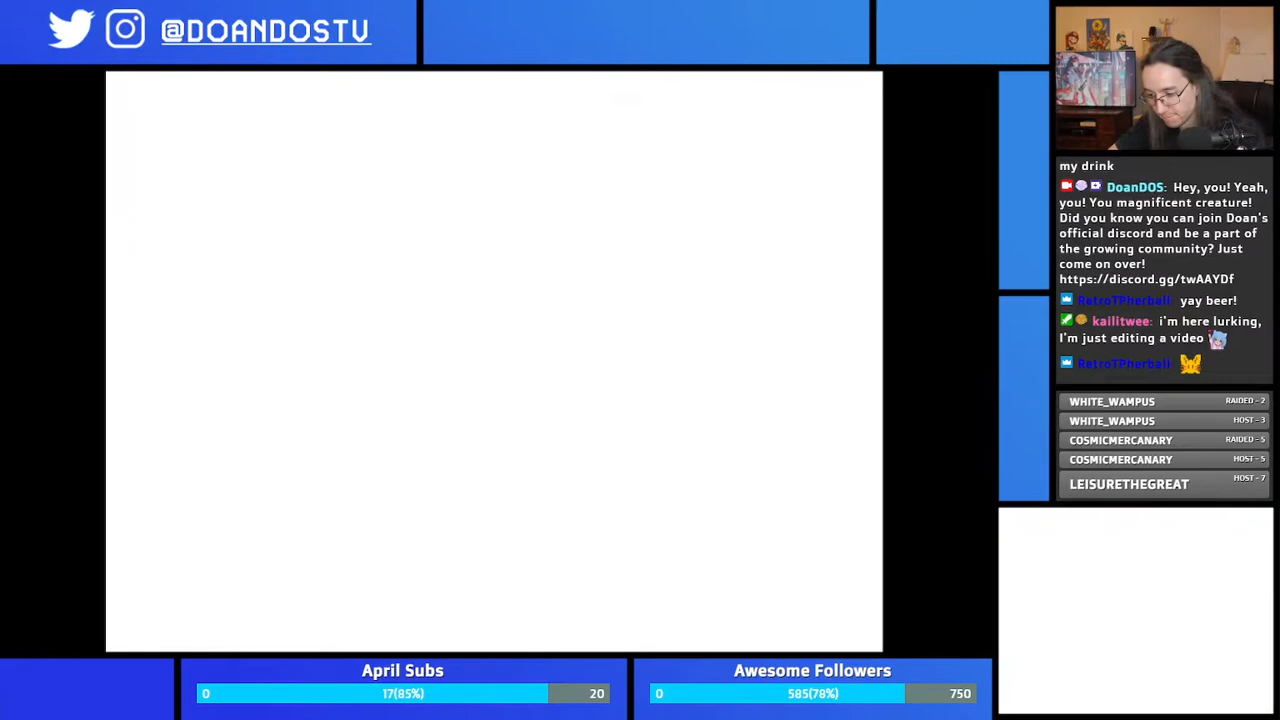 @DOANDOSTV
my drink
DoanDOS: Hey, you! Yeah,
you! You magnificent creature!
Did you know you can join Doan's
official discord and be a part of
the growing community? Just
come on over!
https://discord.gg/twAAYDf
RetroTPherball: yay beer!
kailitwee: i'm here lurking,
I'm just editing a video
RetroTPherball:
WHITE_WAMPUS RAIDED - 2
WHITE_WAMPUS HOST - 3
COSMICMERCANARY RAIDED - 5
COSMICMERCANARY HOST - 5
LEISURETHEGREAT HOST - 7
April Subs
0 17(85%) 20
Awesome Followers
0 585(78%) 750